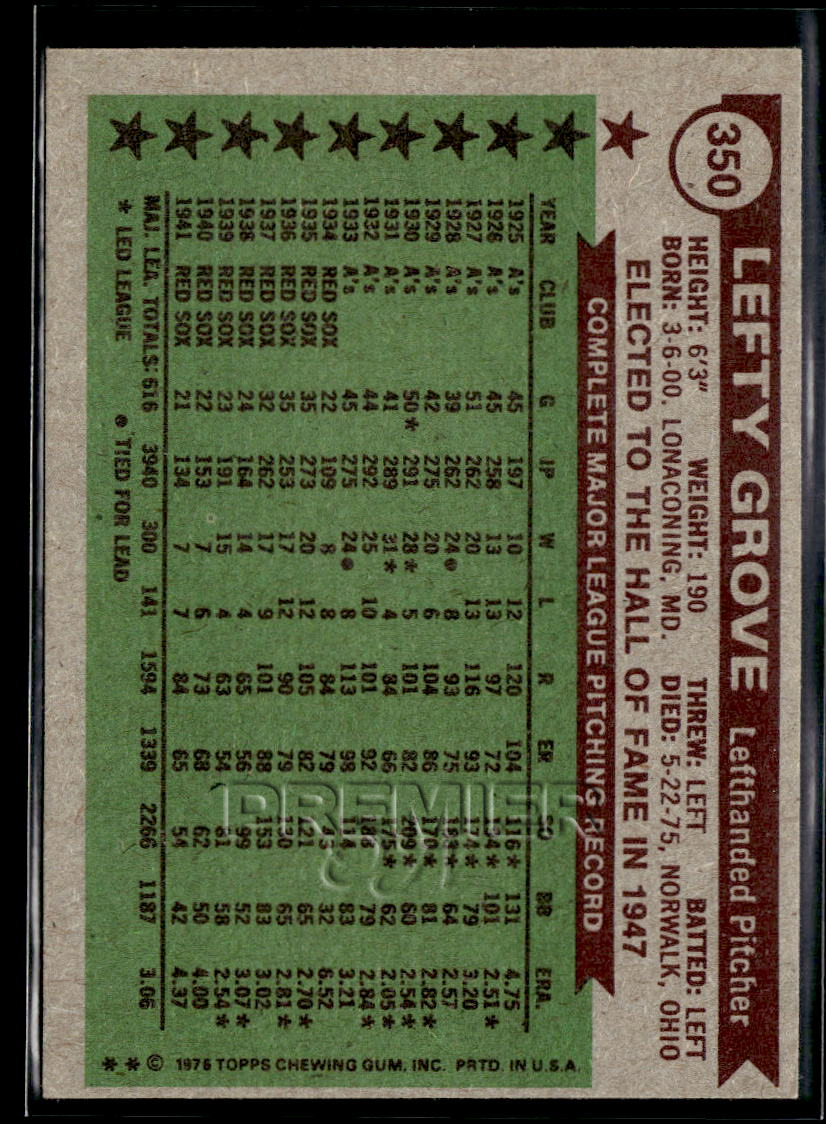 350
LEFTY GROVE Lefthanded Pitcher
HEIGHT: 6'3" WEIGHT: 190 THREW: LEFT BATTED: LEFT
BORN: 3-6-00, LONACONING, MD. DIED: 5-22-75, NORWALK, OHIO
ELECTED TO THE HALL OF FAME IN 1947
COMPLETE MAJOR LEAGUE PITCHING RECORD
YEAR CLUB G IP W L R ER SO BB ERA.
1925 A's 45 197 10 12 120 104 116* 131 4.75
1926 A's 45 258 13 13 97 72 194* 101 2.51*
1927 A's 51 262 20 13 116 93 174* 79 3.20
1928 A's 39 262 24● 8 93 75 183* 64 2.57
1929 A's 42 275 20 6 104 86 170* 81 2.82*
1930 A's 50* 291 28* 5 101 82 209* 60 2.54*
1931 A's 41 289 31* 4 84 66 175* 62 2.05*
1932 A's 44 292 25 10 101 92 188 79 2.84*
1933 A's 45 275 24● 8 113 98 114 83 3.21
1934 RED SOX 22 109 8 8 84 79 43 32 6.52
1935 RED SOX 35 273 20 12 105 82 121 65 2.70*
1936 RED SOX 35 253 17 12 90 79 130 65 2.81*
1937 RED SOX 32 262 17 9 101 88 153 83 3.02
1938 RED SOX 24 164 14 4 65 56 99 52 3.07*
1939 RED SOX 23 191 15 4 63 54 81 58 2.54*
1940 RED SOX 22 153 7 6 73 68 62 50 4.00
1941 RED SOX 21 134 7 7 84 65 54 42 4.37
MAJ. LEA. TOTALS: 616 3940 300 141 1594 1339 2266 1187 3.06
* LED LEAGUE ● TIED FOR LEAD
* * © 1976 TOPPS CHEWING GUM, INC. PRTD. IN U.S.A.
PREMIER